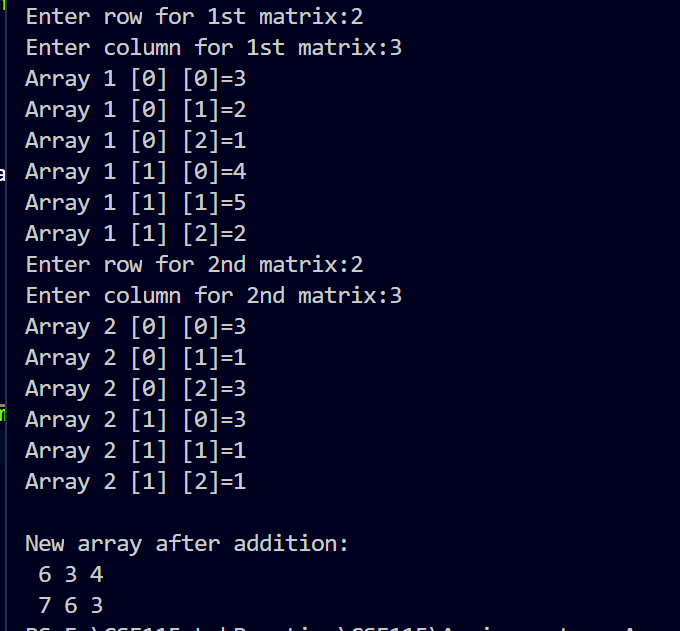 Enter row for 1st matrix:2
Enter column for 1st matrix:3
Array 1 [0] [0]=3
Array 1 [0] [1]=2
Array 1 [0] [2]=1
Array 1 [1] [0]=4
Array 1 [1] [1]=5
Array 1 [1] [2]=2
Enter row for 2nd matrix:2
Enter column for 2nd matrix:3
Array 2 [0] [0]=3
Array 2 [0] [1]=1
Array 2 [0] [2]=3
Array 2 [1] [0]=3
Array 2 [1] [1]=1
Array 2 [1] [2]=1
New array after addition:
6 3 4
7 6 3